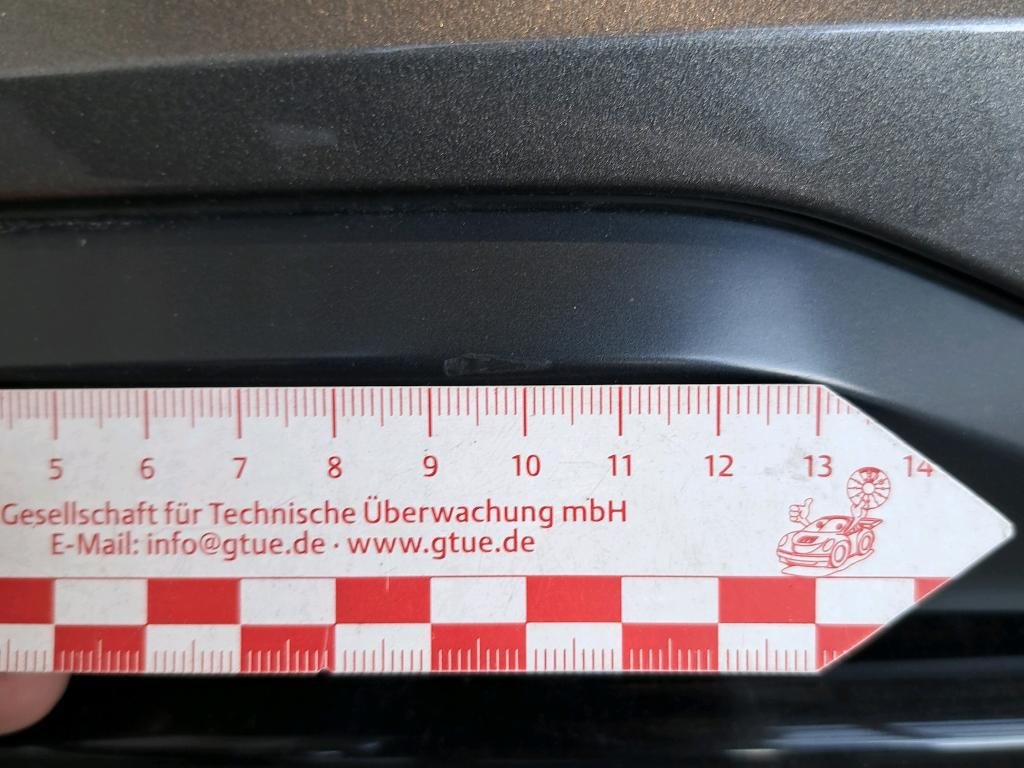 5 6 7 8 9 10 11 12 13 14
Gesellschaft für Technische Überwachung mbH
E-Mail: info@gtue.de · www.gtue.de